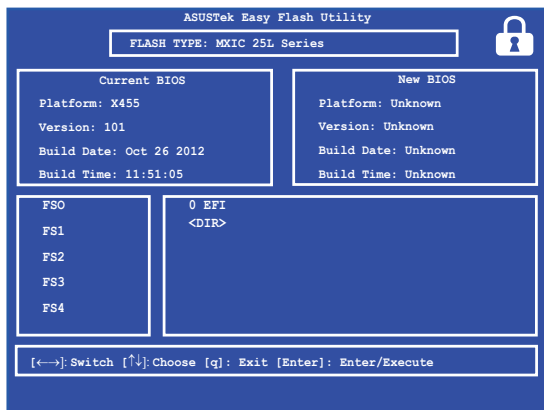 ASUSTek Easy Flash Utility
FLASH TYPE: MXIC 25L Series
Current BIOS
Platform: X455
Version: 101
Build Date: Oct 26 2012
Build Time: 11:51:05
New BIOS
Platform: Unknown
Version: Unknown
Build Date: Unknown
Build Time: Unknown
FSO
FS1
FS2
FS3
FS4
0 EFI
<DIR>
[←→]: Switch [↑↓]: Choose [q]: Exit [Enter]: Enter/Execute